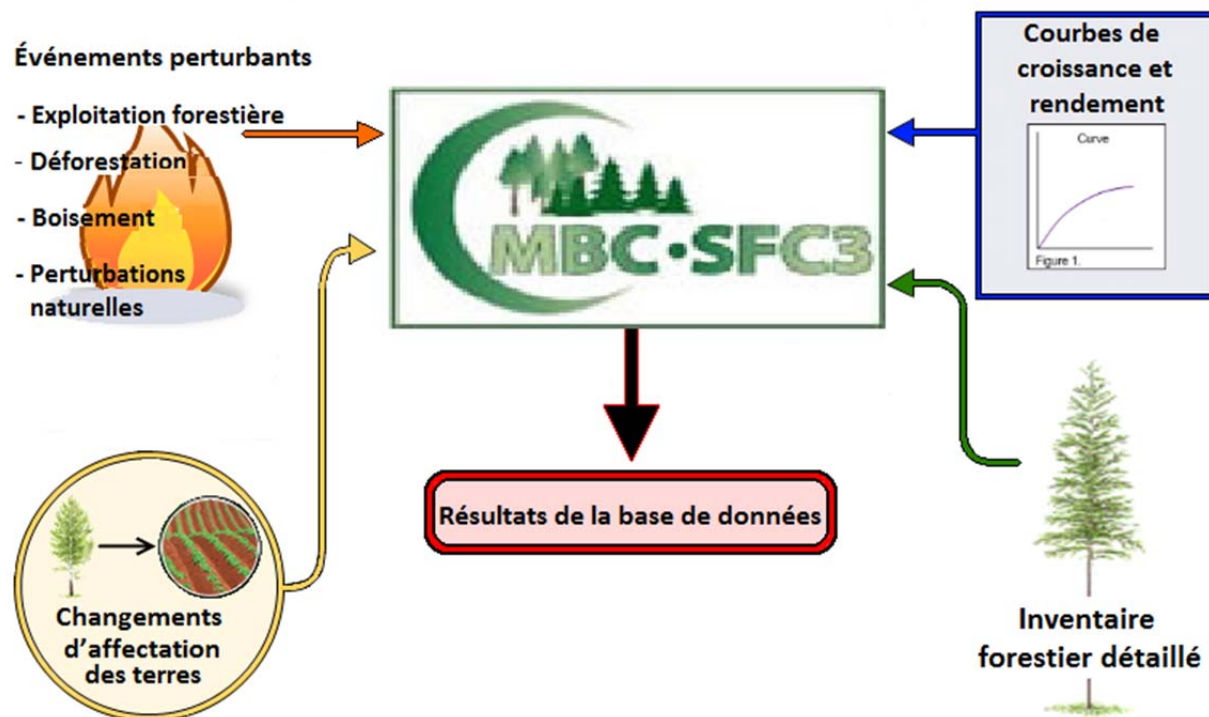 Événements perturbants
- Exploitation forestière
- Déforestation
- Boisement
- Perturbations
naturelles
MBC•SFC3
Courbes de
croissance et
rendement
Curve
Figure 1.
Résultats de la base de données
Changements
d’affectation
des terres
Inventaire
forestier détaillé